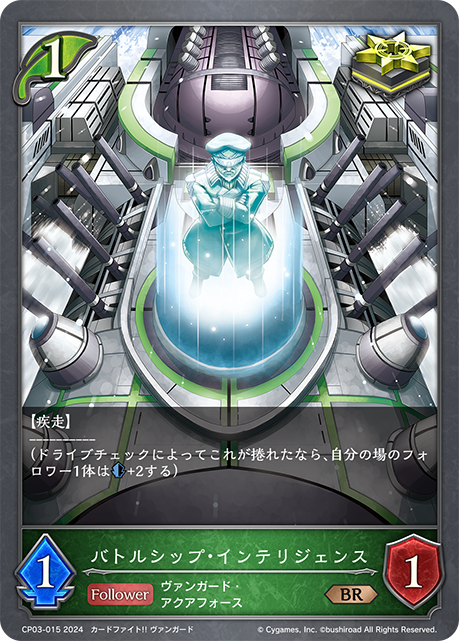 1
【疾走】
----------
(ドライブチェックによってこれが捲れたなら、自分の場のフォ
ロワー1体は+2する)
バトルシップ・インテリジェンス
1
Follower
ヴァンガード・
アクアフォース
BR
1
CP03-015 2024 カードファイト!! ヴァンガード
© Cygames, Inc. ©bushiroad All Rights Reserved.